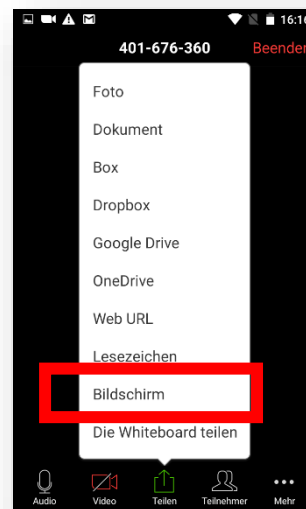 16:16
401-676-360
Beenden
Foto
Dokument
Box
Dropbox
Google Drive
OneDrive
Web URL
Lesezeichen
Bildschirm
Die Whiteboard teilen
Audio
Video
Teilen
Teilnehmer
Mehr